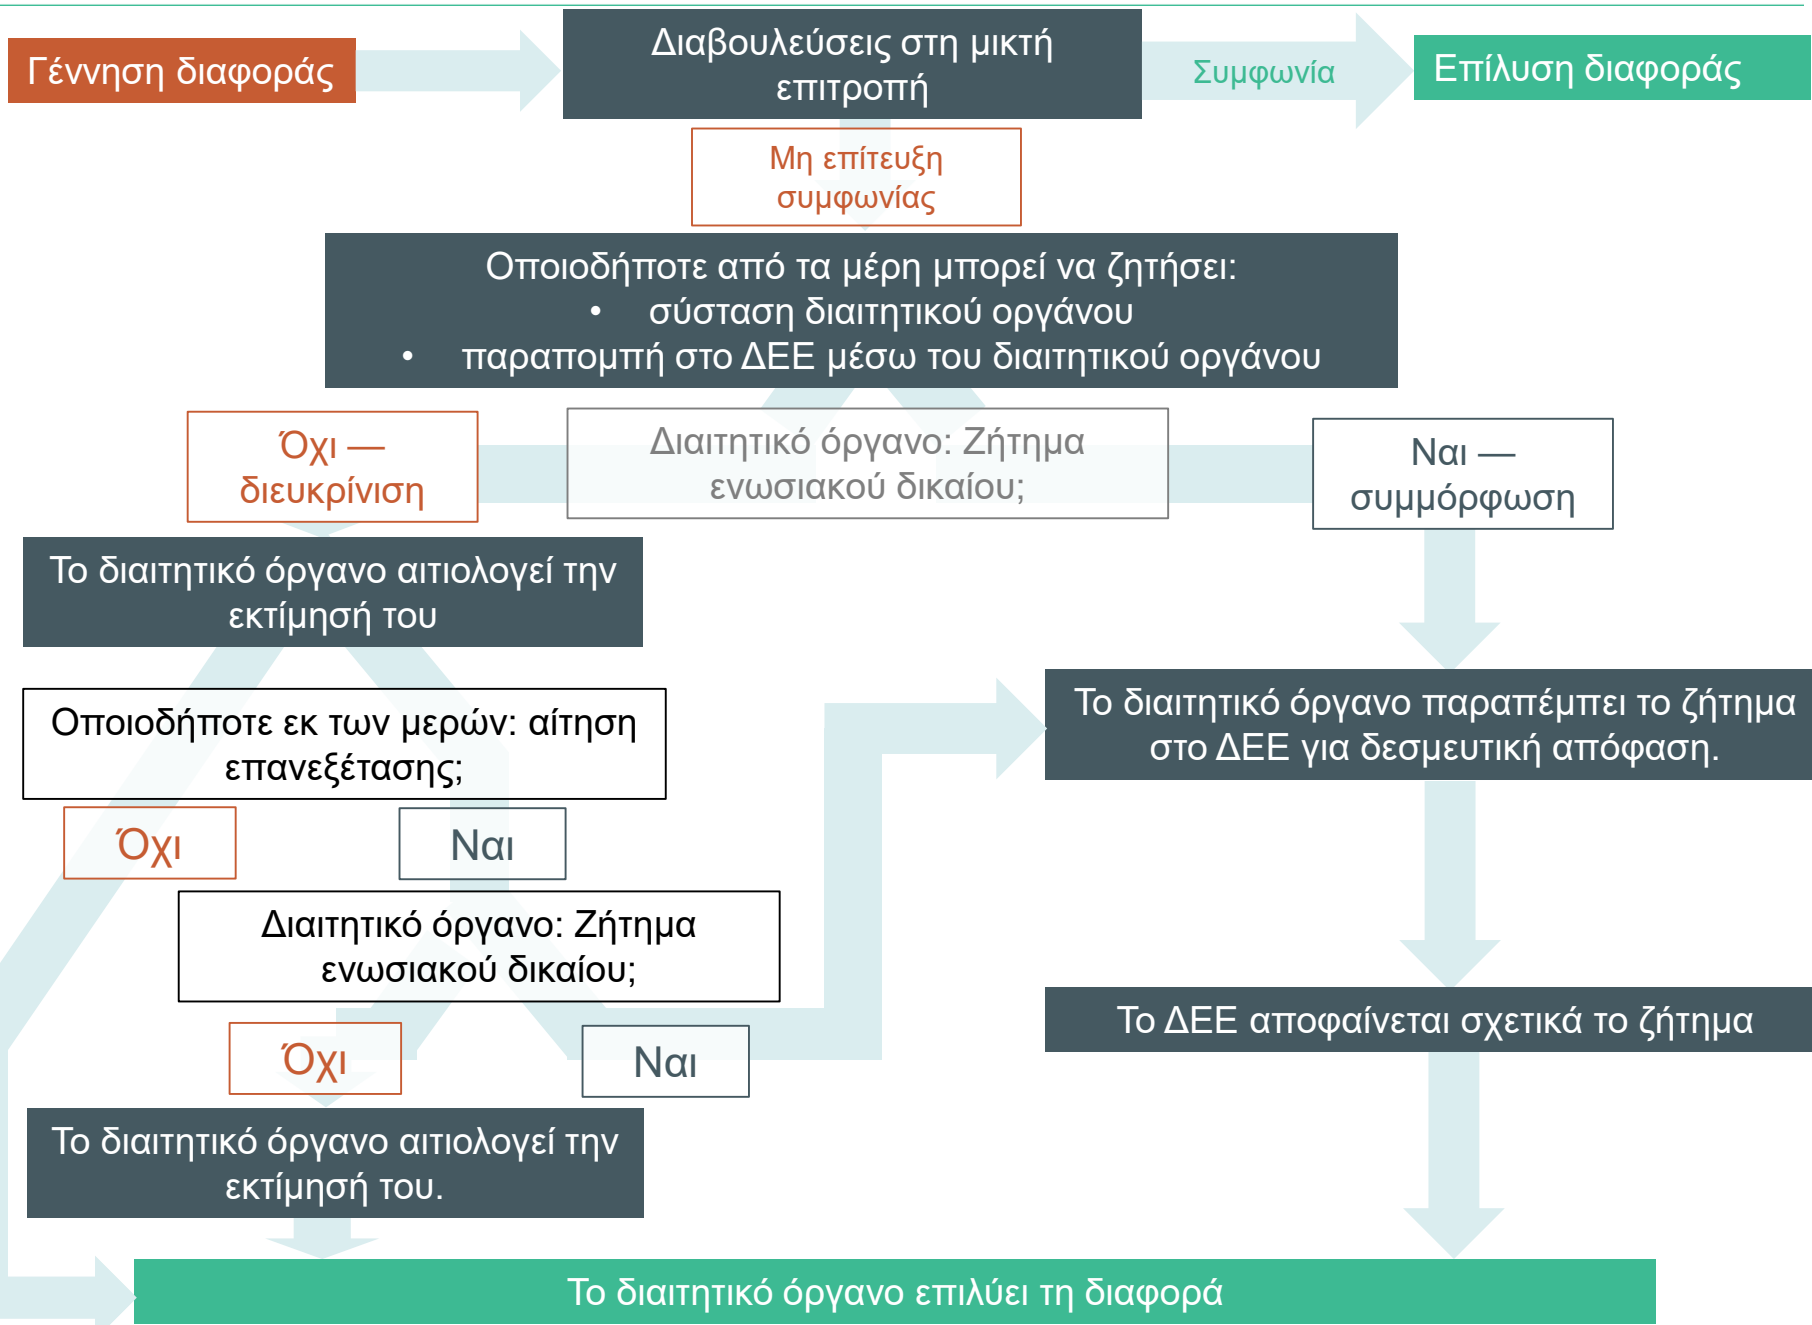 Γέννηση διαφοράς
Διαβουλεύσεις στη μικτή
επιτροπή
Συμφωνία
Επίλυση διαφοράς
Μη επίτευξη
συμφωνίας
Οποιοδήποτε από τα μέρη μπορεί να ζητήσει:
• σύσταση διαιτητικού οργάνου
• παραπομπή στο ΔΕΕ μέσω του διαιτητικού οργάνου
Όχι —
διευκρίνιση
Διαιτητικό όργανο: Ζήτημα
ενωσιακού δικαίου;
Ναι —
συμμόρφωση
Το διαιτητικό όργανο αιτιολογεί την
εκτίμησή του
Οποιοδήποτε εκ των μερών: αίτηση
επανεξέτασης;
Το διαιτητικό όργανο παραπέμπει το ζήτημα
στο ΔΕΕ για δεσμευτική απόφαση.
Όχι
Ναι
Διαιτητικό όργανο: Ζήτημα
ενωσιακού δικαίου;
Το ΔΕΕ αποφαίνεται σχετικά το ζήτημα
Όχι
Ναι
Το διαιτητικό όργανο αιτιολογεί την
εκτίμησή του.
Το διαιτητικό όργανο επιλύει τη διαφορά